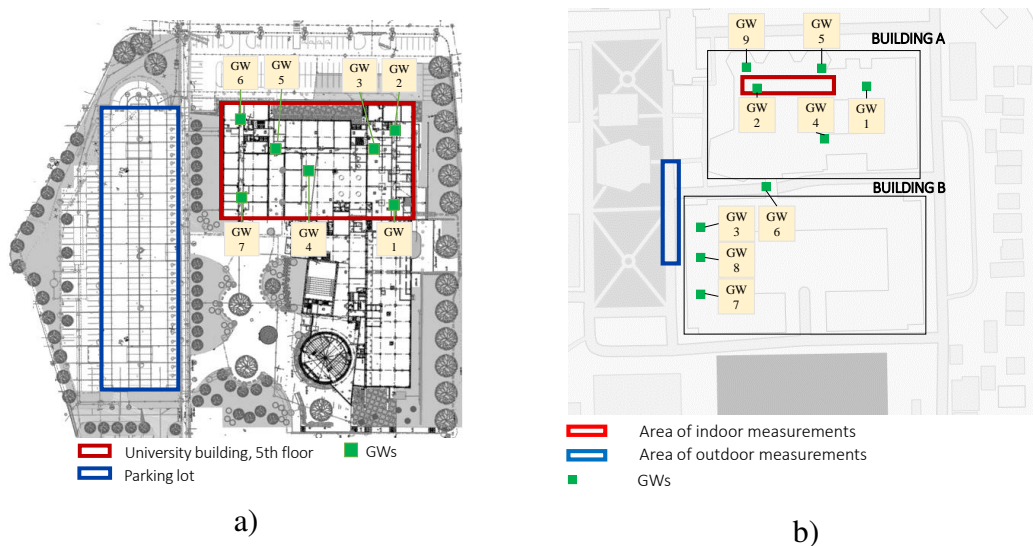 a)
GW
6
GW
5
GW
3
GW
2
GW
7
GW
4
GW
1
University building, 5th floor
GWs
Parking lot
b)
GW
9
GW
5
BUILDING A
GW
2
GW
4
GW
1
BUILDING B
GW
3
GW
6
GW
8
GW
7
Area of indoor measurements
Area of outdoor measurements
GWs